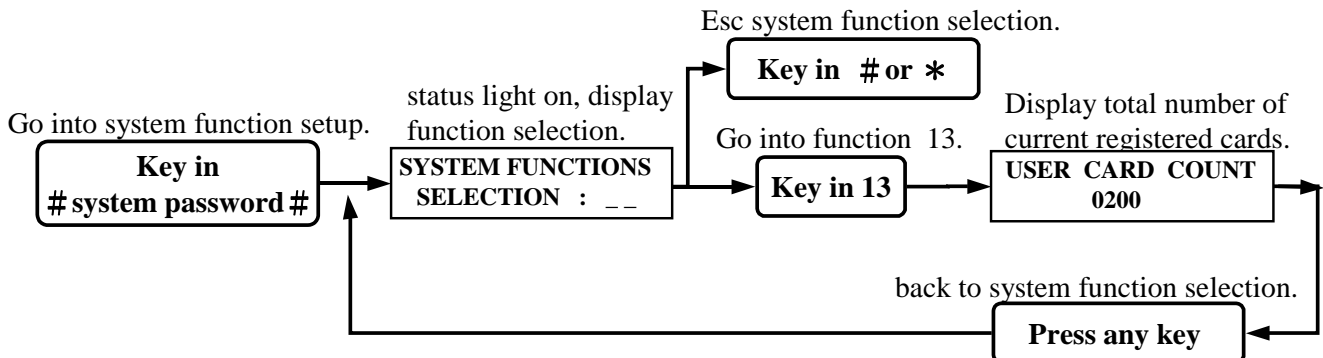 Esc system function selection.
Key in # or *
status light on, display
function selection.
Display total number of
current registered cards.
Go into system function setup.
Go into function 13.
Key in
# system password #
SYSTEM FUNCTIONS
SELECTION : _ _
Key in 13
USER CARD COUNT
0200
back to system function selection.
Press any key